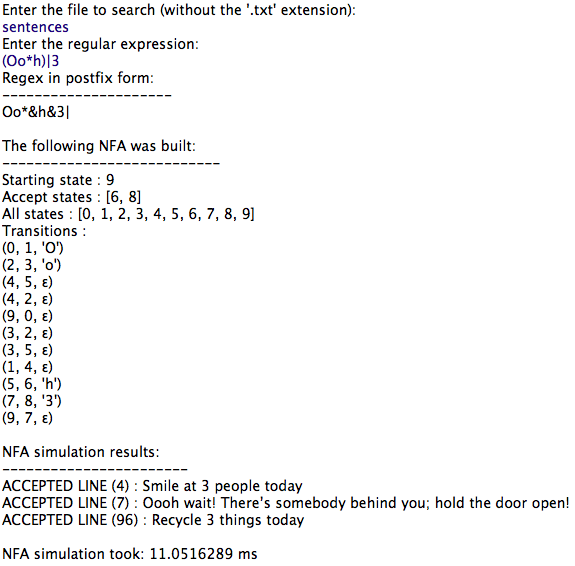 Enter the file to search (without the '.txt' extension):
sentences
Enter the regular expression:
(Oo*h)|3
Regex in postfix form:
---------------------
Oo*&h&3|
The following NFA was built:
---------------------------
Starting state : 9
Accept states : [6, 8]
All states : [0, 1, 2, 3, 4, 5, 6, 7, 8, 9]
Transitions :
(0, 1, 'O')
(2, 3, 'o')
(4, 5, ε)
(4, 2, ε)
(9, 0, ε)
(3, 2, ε)
(3, 5, ε)
(1, 4, ε)
(5, 6, 'h')
(7, 8, '3')
(9, 7, ε)
NFA simulation results:
-----------------------
ACCEPTED LINE (4) : Smile at 3 people today
ACCEPTED LINE (7) : Oooh wait! There's somebody behind you; hold the door open!
ACCEPTED LINE (96) : Recycle 3 things today
NFA simulation took: 11.0516289 ms